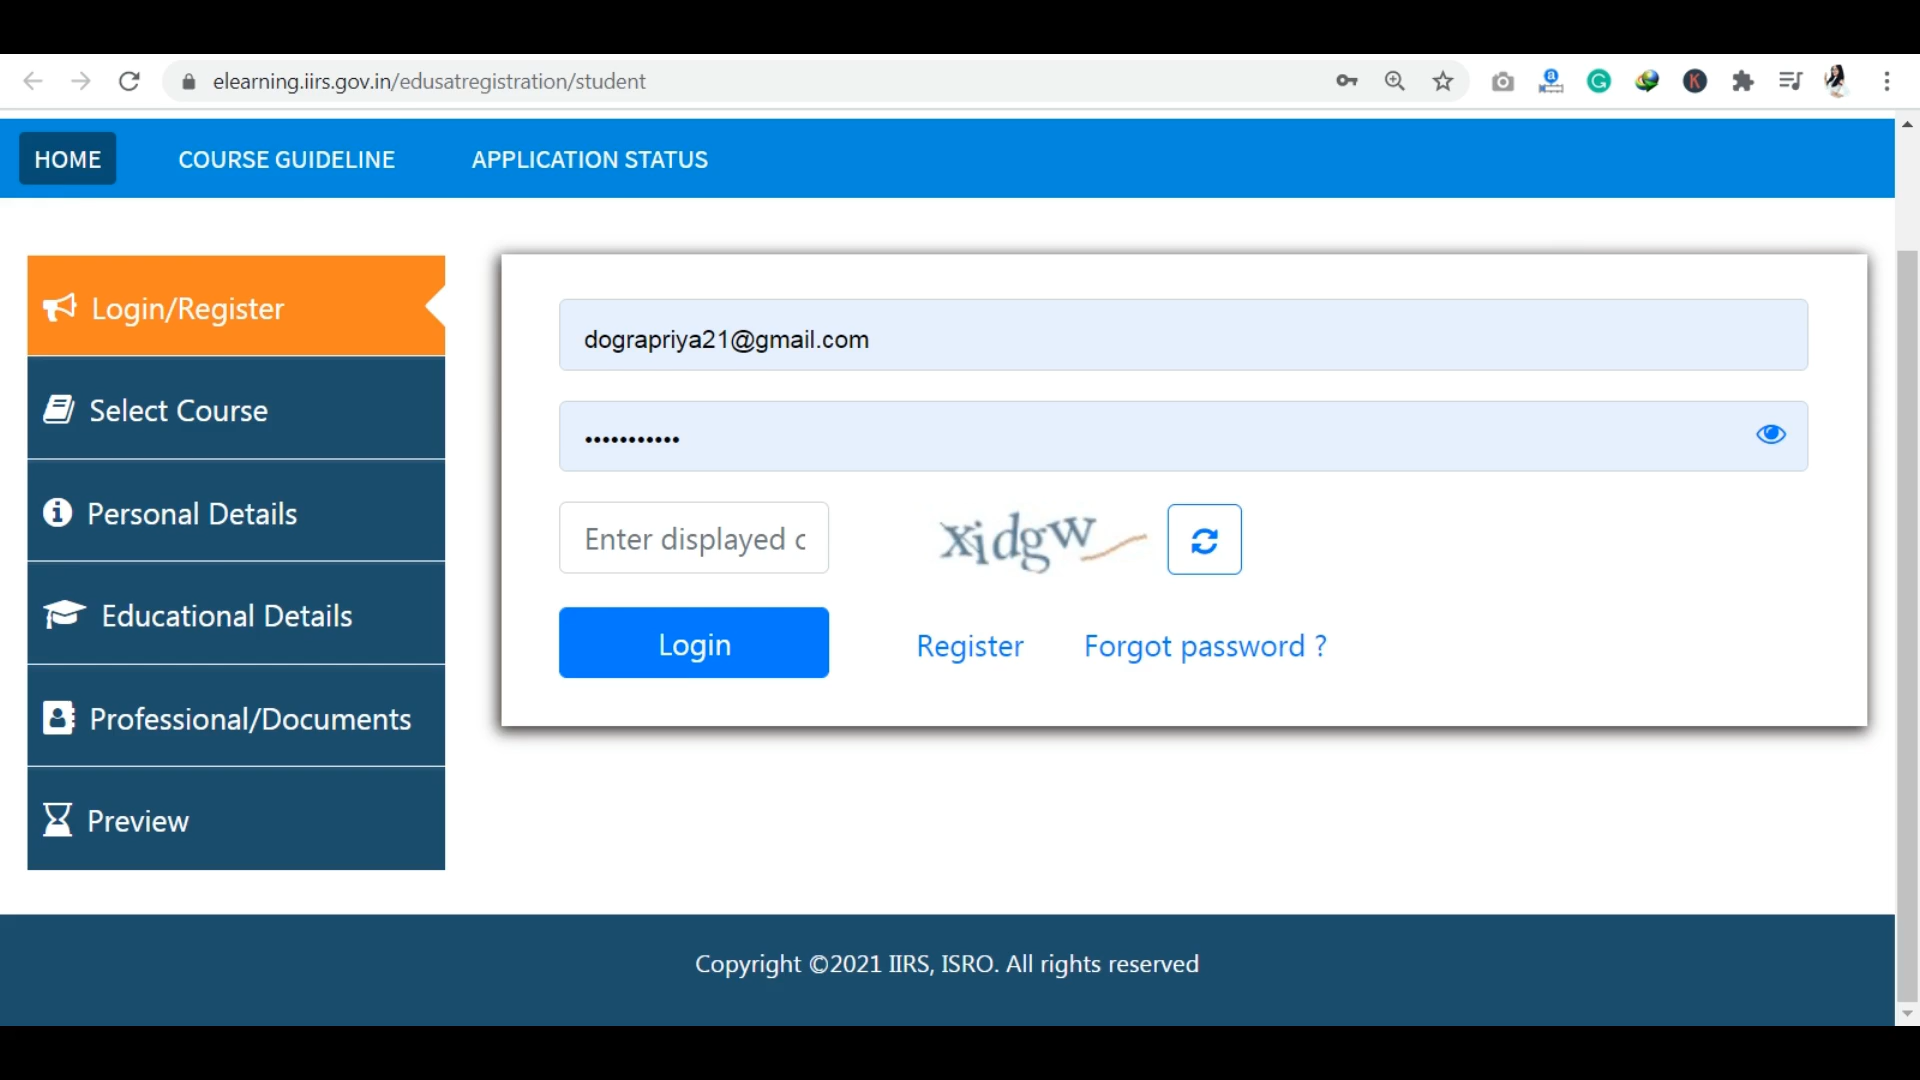 elearning.iirs.gov.in/edusatregistration/student
HOME
COURSE GUIDELINE
APPLICATION STATUS
Login/Register
Select Course
Personal Details
Educational Details
Professional/Documents
Preview
dograpriya21@gmail.com
•••••••••••
Enter displayed c
xidgw
Login
Register
Forgot password ?
Copyright ©2021 IIRS, ISRO. All rights reserved